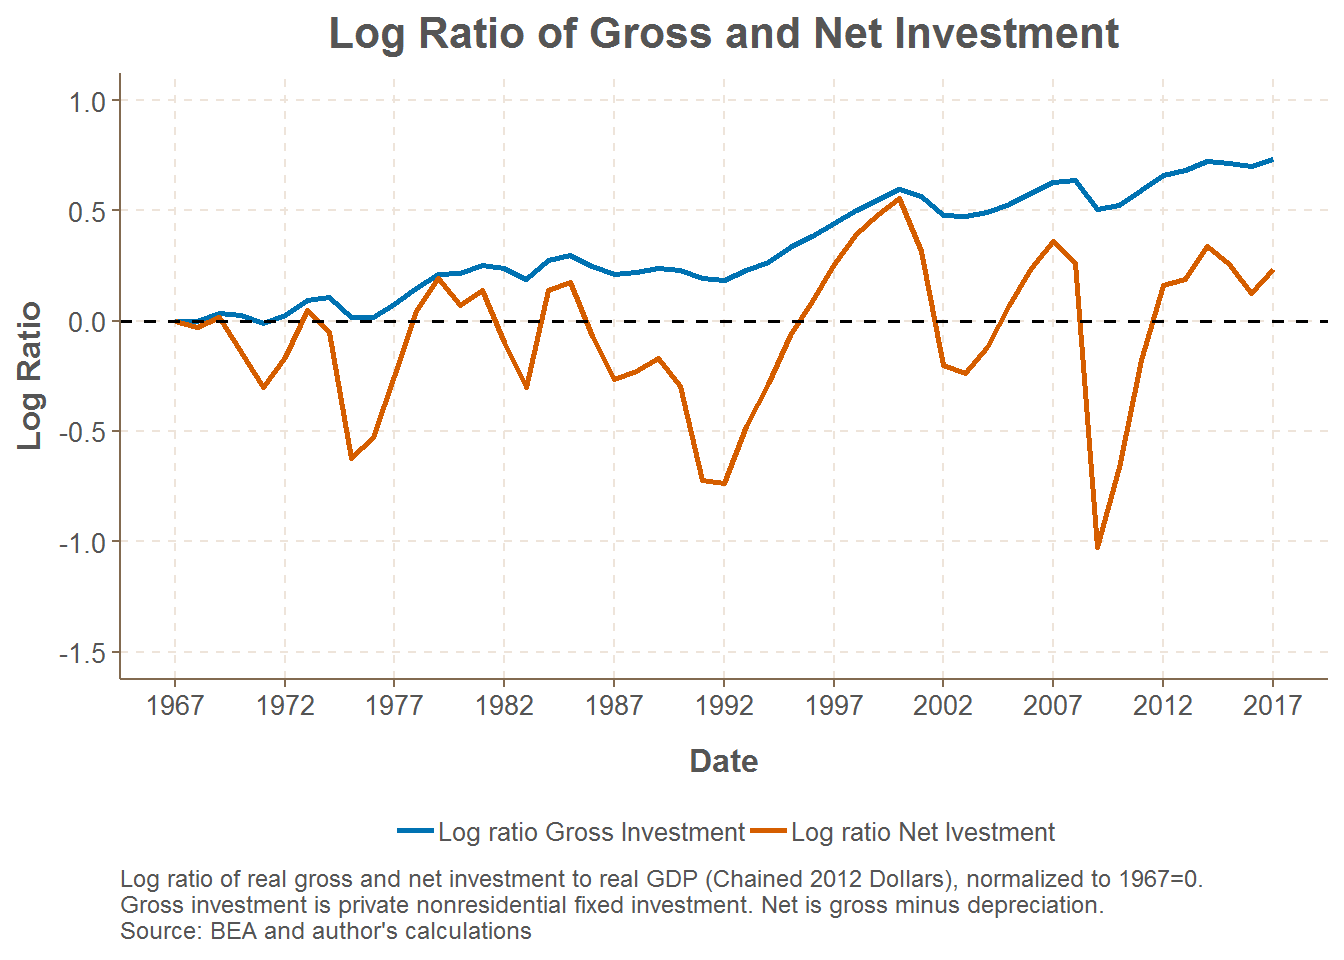 Log Ratio of Gross and Net Investment
Log Ratio
1.0
0.5
0.0
-0.5
-1.0
-1.5
1967 1972 1977 1982 1987 1992 1997 2002 2007 2012 2017
Date
Log ratio Gross Investment Log ratio Net Ivestment
Log ratio of real gross and net investment to real GDP (Chained 2012 Dollars), normalized to 1967=0.
Gross investment is private nonresidential fixed investment. Net is gross minus depreciation.
Source: BEA and author's calculations